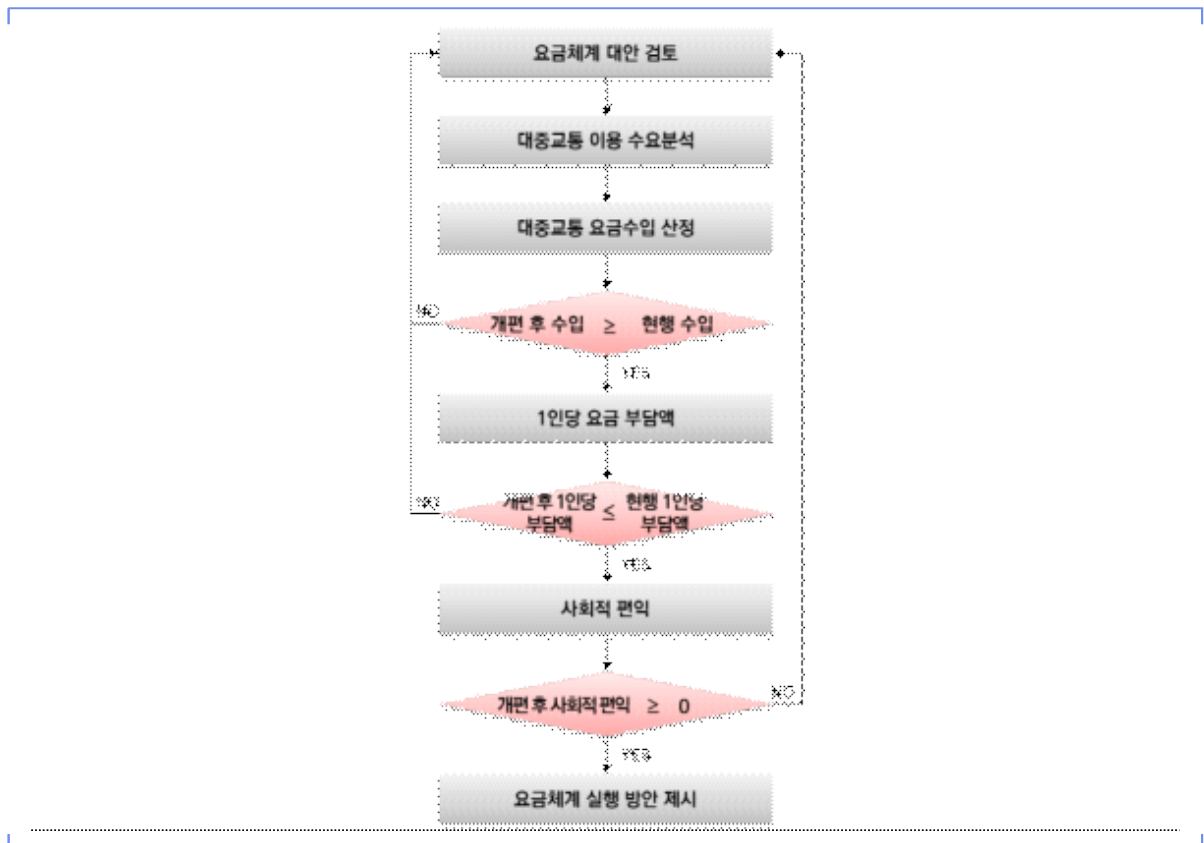 요금체계 대안 검토
대중교통 이용 수요분석
대중교통 요금수입 산정
개편 후 수입 ≥ 현행 수입
NO
YES
1인당 요금 부담액
개편 후 1인당 ≤ 현행 1인당
부담액 부담액
NO
YES
사회적 편익
개편 후 사회적 편익 ≥ 0
NO
YES
요금체계 실행 방안 제시